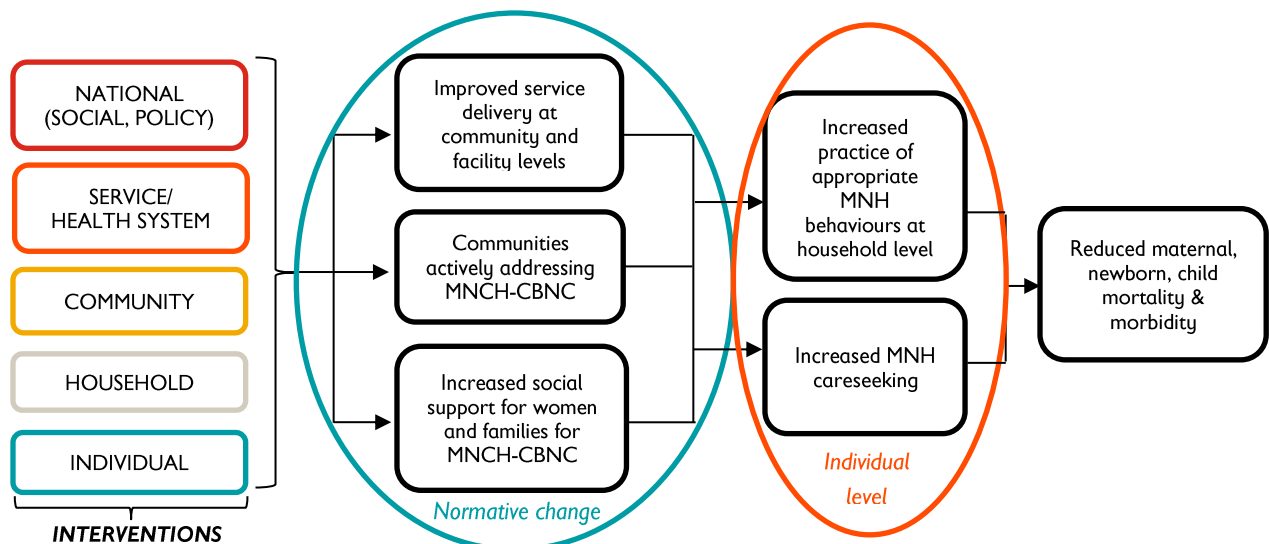 NATIONAL
(SOCIAL, POLICY)
SERVICE/
HEALTH SYSTEM
COMMUNITY
HOUSEHOLD
INDIVIDUAL
INTERVENTIONS
Improved service
delivery at
community and
facility levels
Communities
actively addressing
MNCH-CBNC
Increased social
support for women
and families for
MNCH-CBNC
Normative change
Increased
practice of
appropriate
MNH
behaviours at
household level
Increased MNH
careseeking
Individual
level
Reduced maternal,
newborn, child
mortality &
morbidity